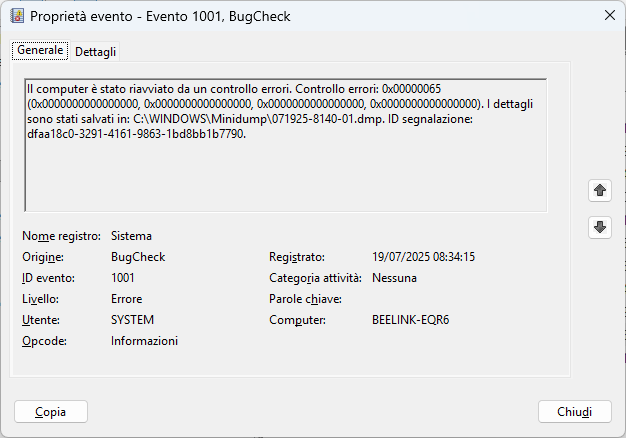 Proprietà evento - Evento 1001, BugCheck
Generale
Dettagli
Il computer è stato riavviato da un controllo errori. Controllo errori: 0x00000065
(0x0000000000000000, 0x0000000000000000, 0x0000000000000000, 0x0000000000000000). I dettagli
sono stati salvati in: C:\WINDOWS\Minidump\071925-8140-01.dmp. ID segnalazione:
dfaa18c0-3291-4161-9863-1bd8bb1b7790.
Nome registro: Sistema
Origine: BugCheck Registrato: 19/07/2025 08:34:15
ID evento: 1001 Categoria attività: Nessuna
Livello: Errore Parole chiave:
Utente: SYSTEM Computer: BEELINK-EQR6
Opcode: Informazioni
Copia
Chiudi